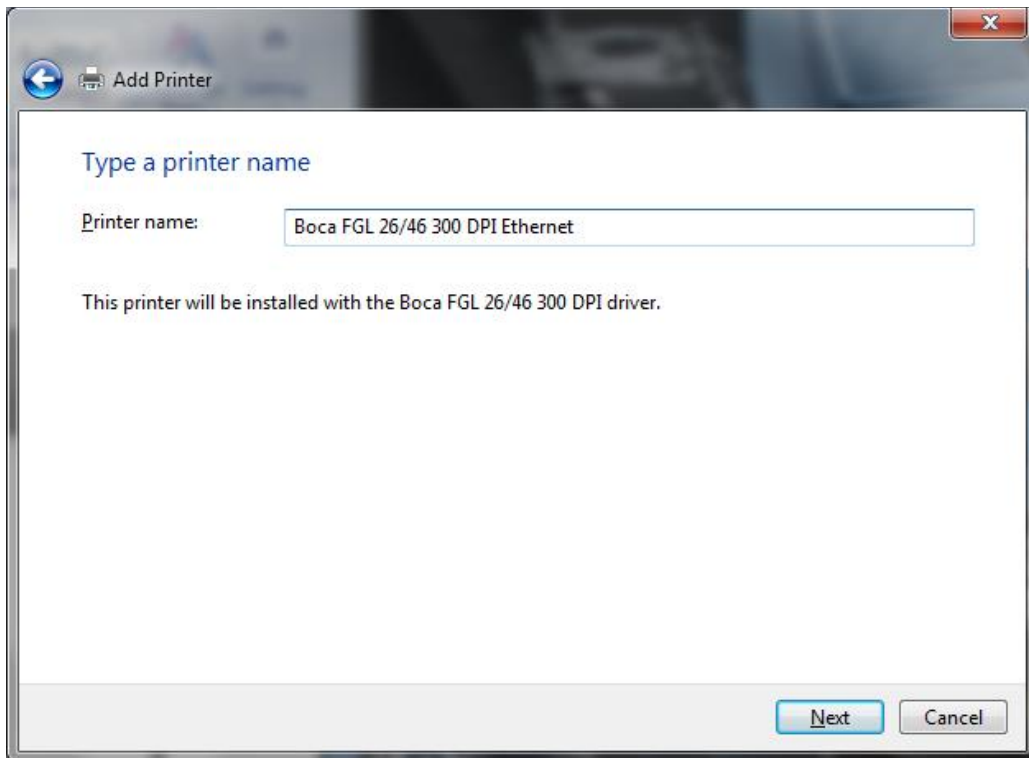 Add Printer
Type a printer name
Printer name: Boca FGL 26/46 300 DPI Ethernet
This printer will be installed with the Boca FGL 26/46 300 DPI driver.
Next Cancel